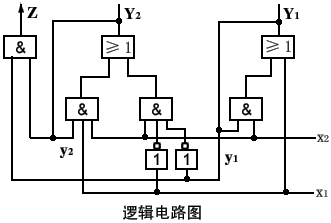 Z Y₂ Y₁
& ≥1 ≥1
& & &
y₂ 1 1 y₁ x₂
x₁
逻辑电路图